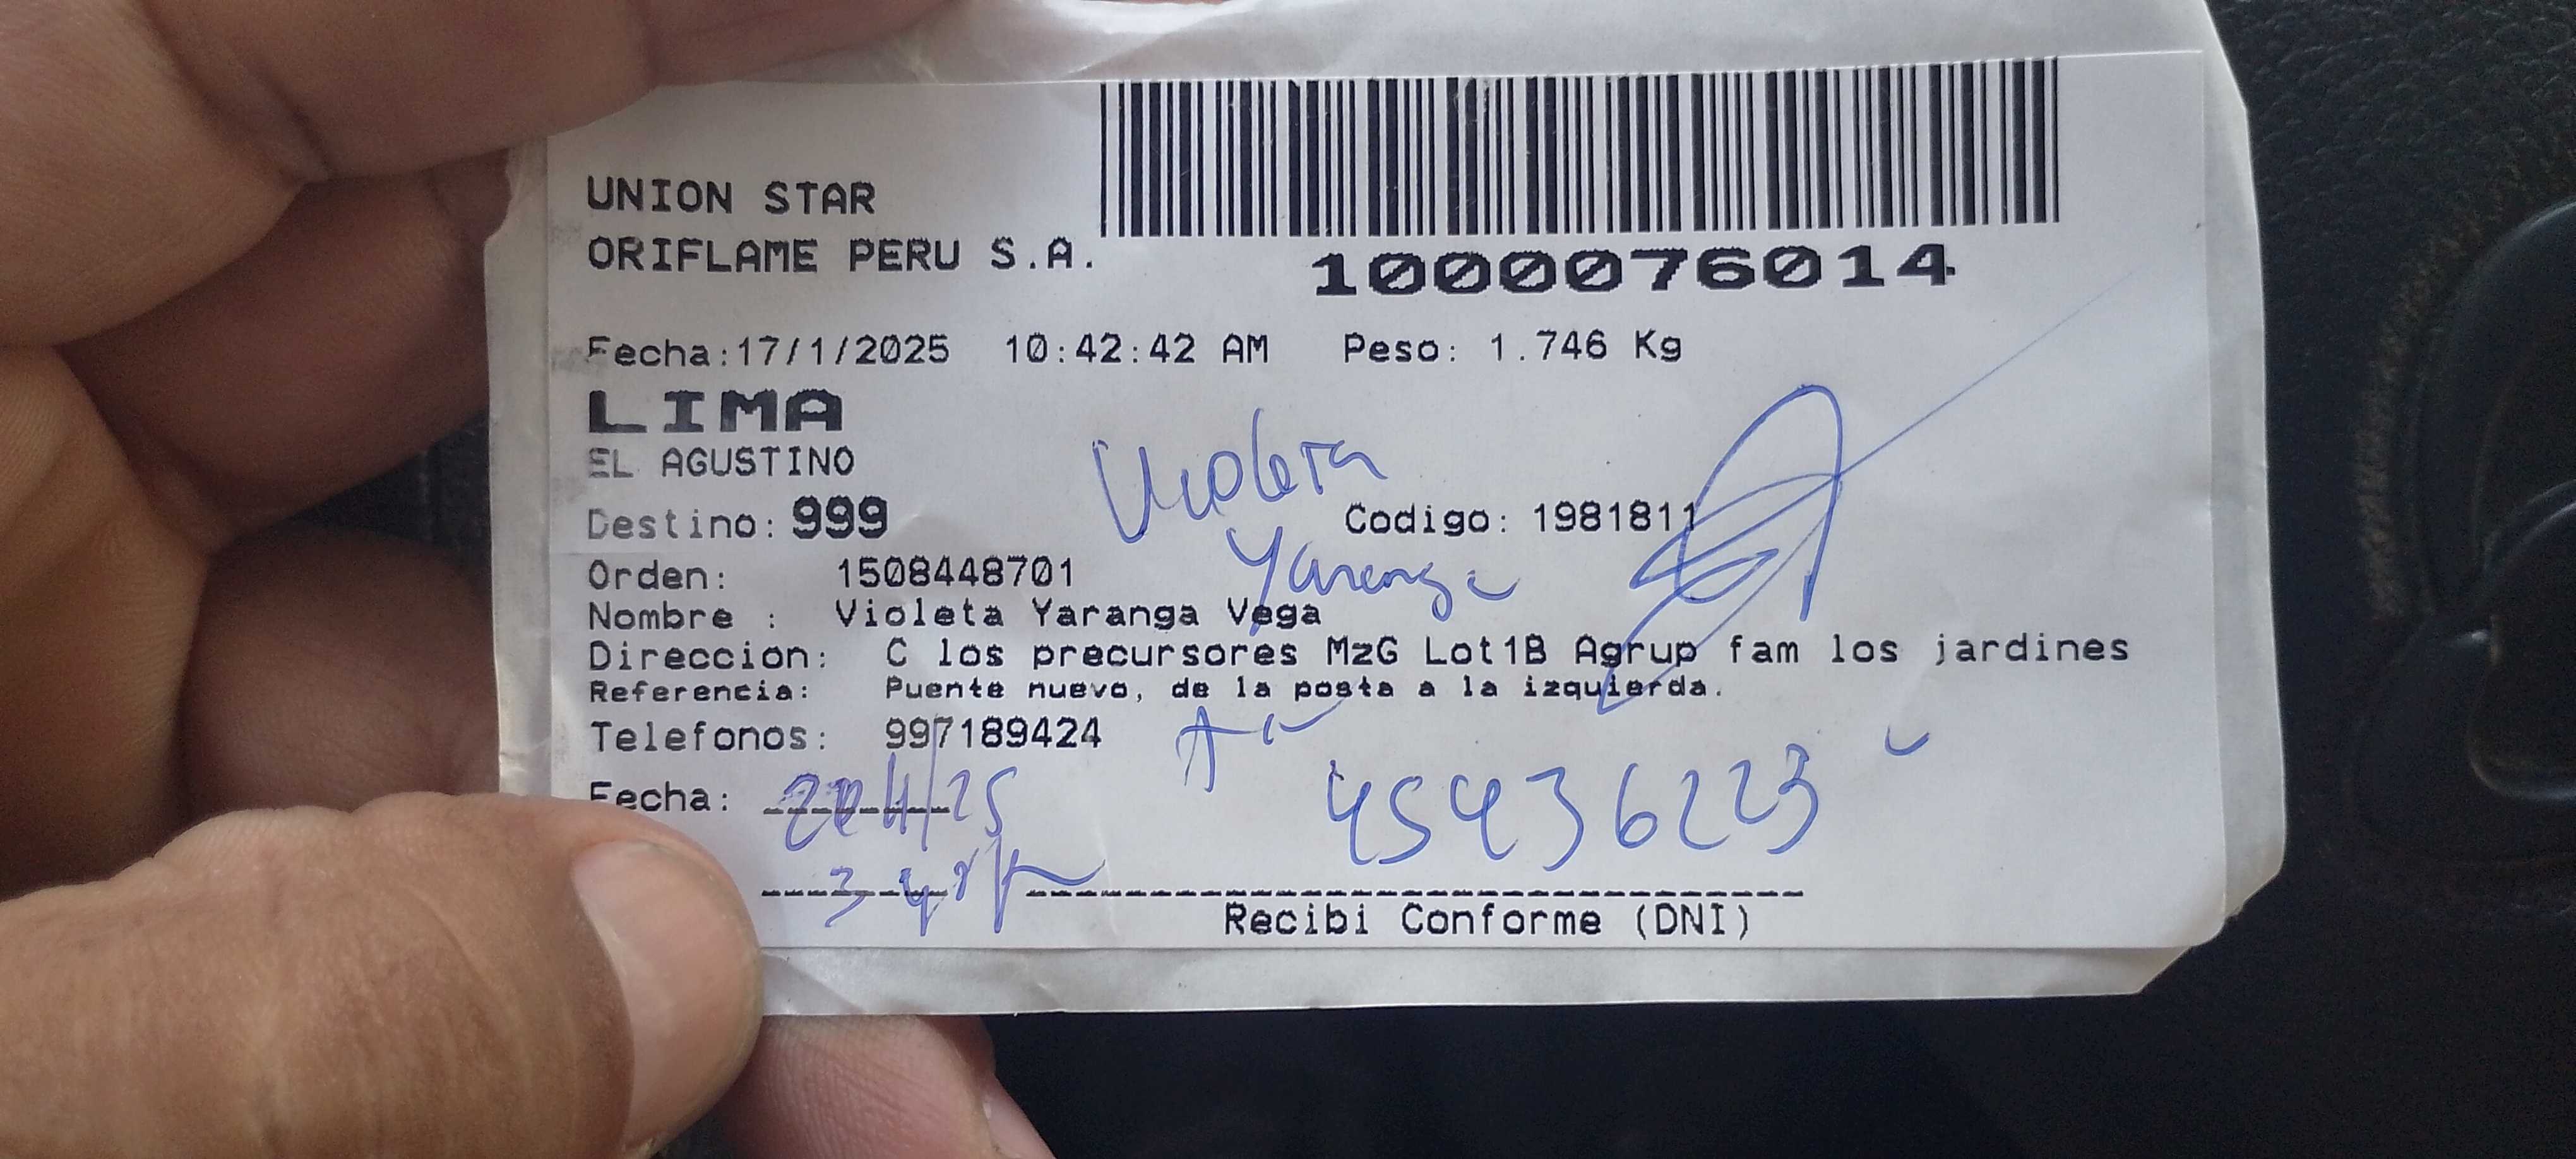 UNION STAR
ORIFLAME PERU S.A.
1000076014
Fecha:17/1/2025 10:42:42 AM Peso: 1.746 Kg
LIMA
EL AGUSTINO
Violeta
Destino: 999 Codigo: 1981811
Yaranga
Orden: 1508448701
Nombre : Violeta Yaranga Vega
Direccion: C los precursores MzG Lot1B Agrup fam los jardines
Referencia: Puente nuevo, de la posta a la izquierda.
Telefonos: 997189424
Fecha: 45436223
Recibi Conforme (DNI)